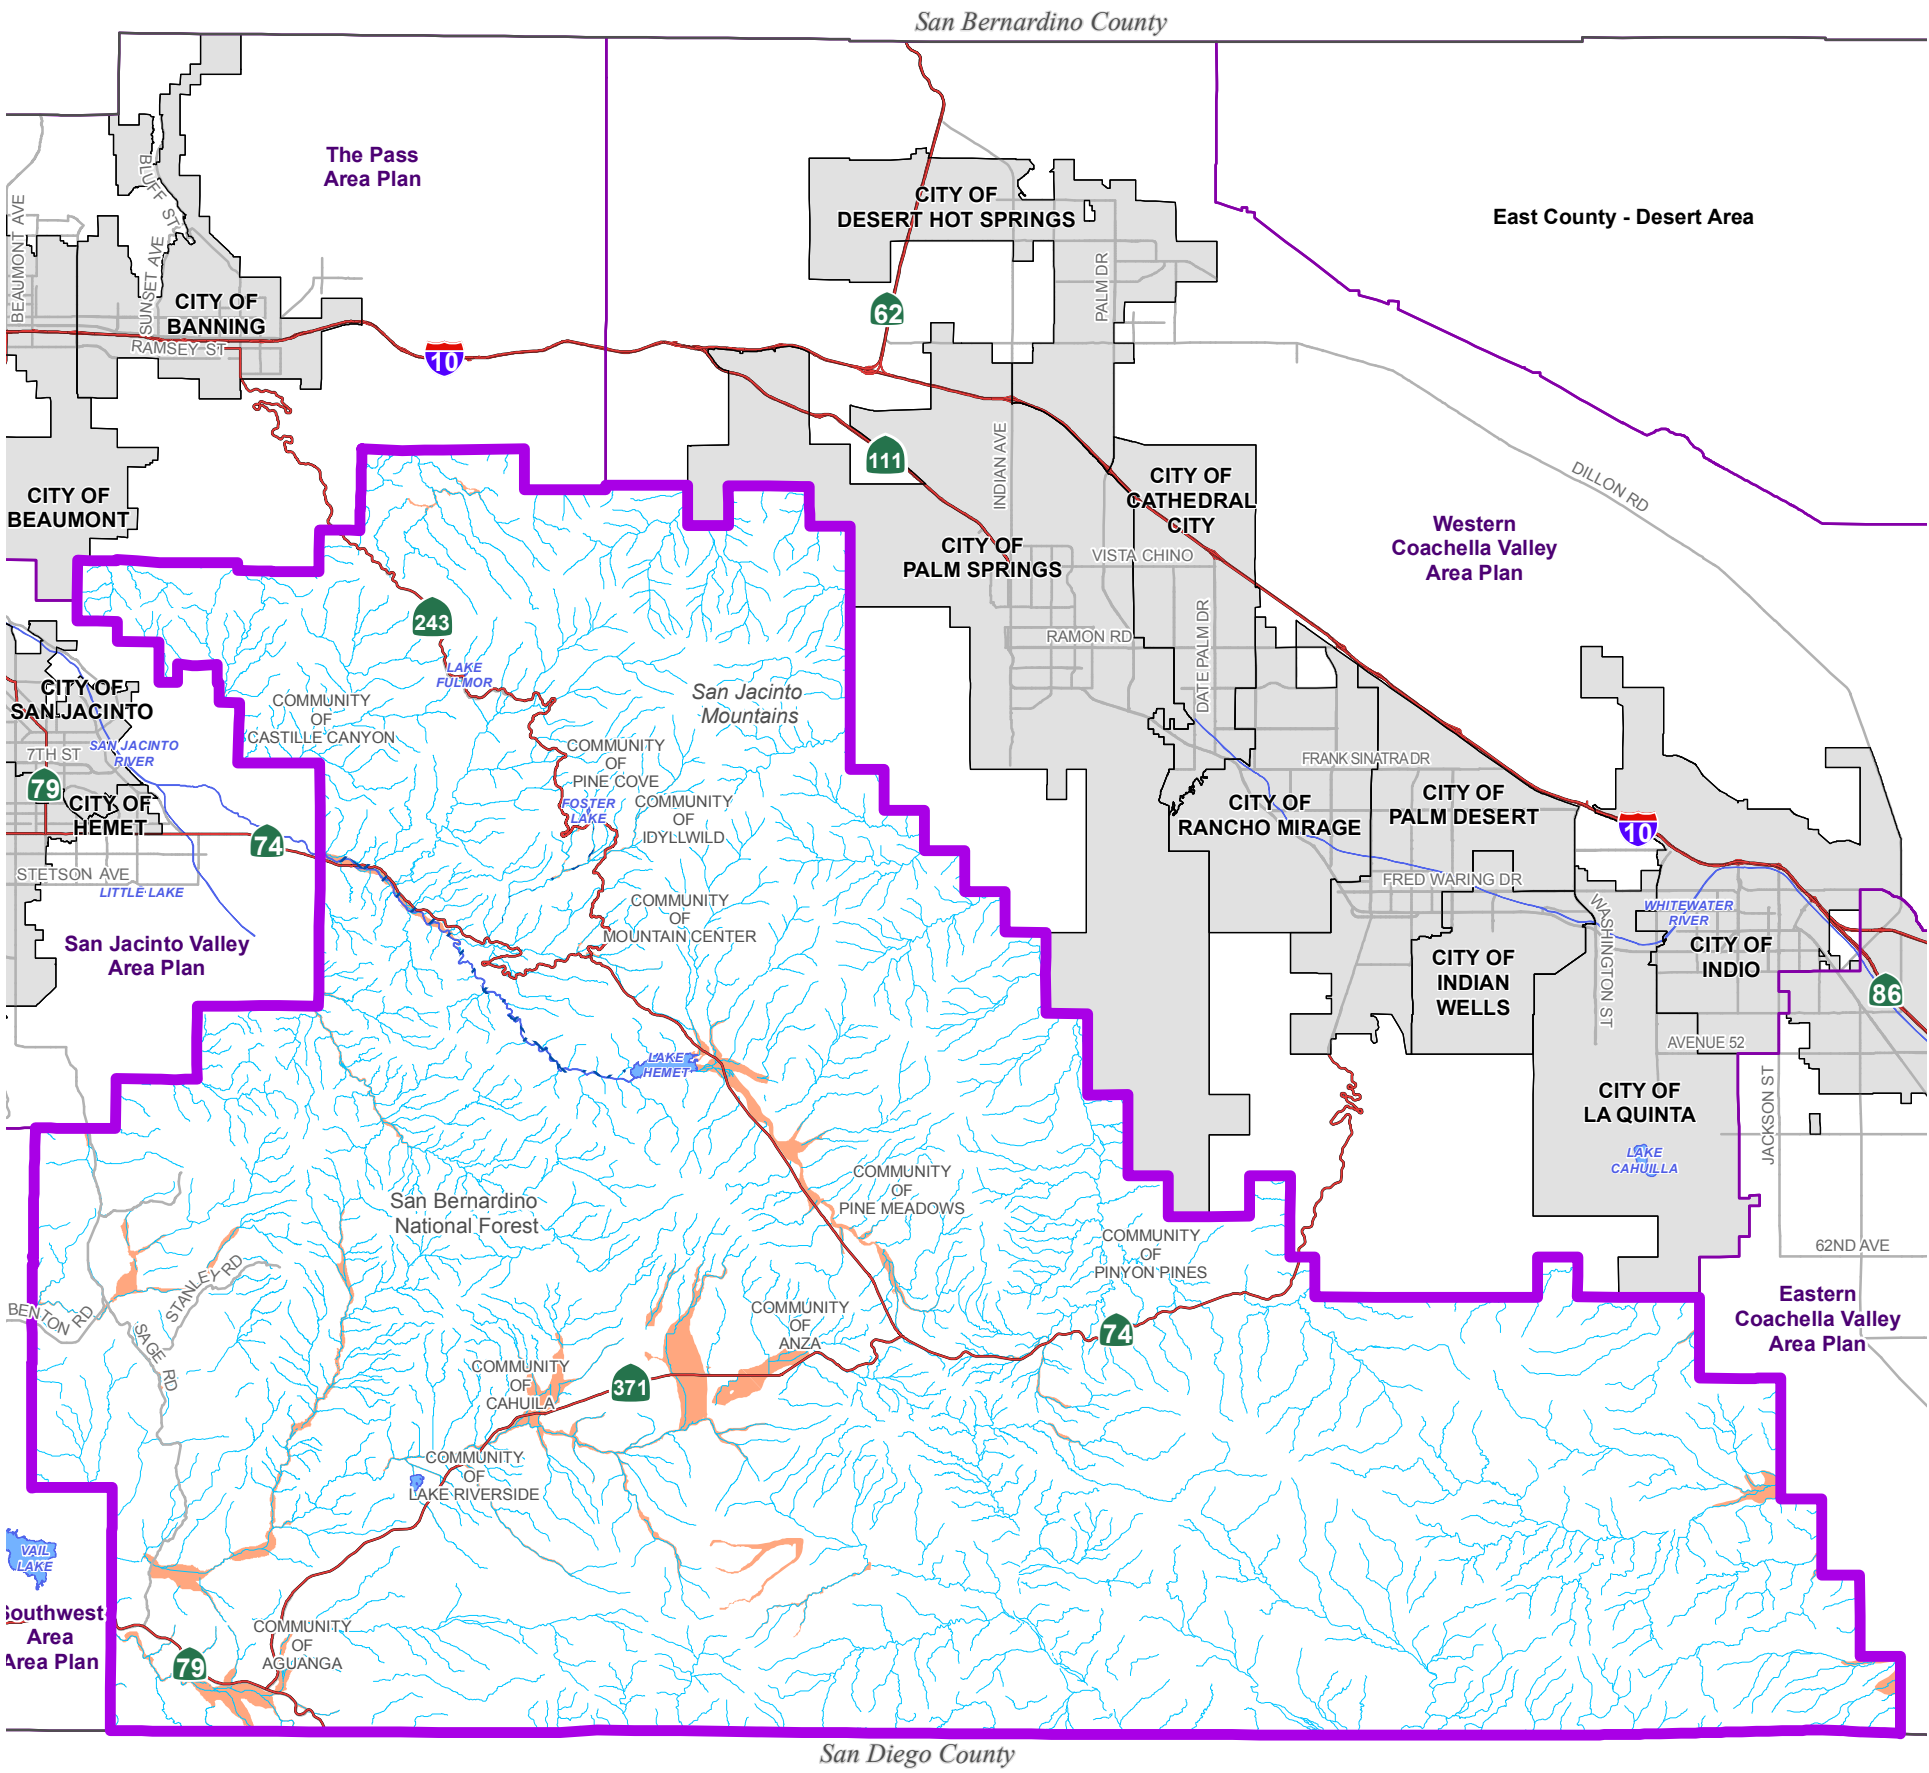 San Bernardino County
The Pass
Area Plan
BLUFF ST
BEAUMONT AVE
SUNSET AVE
CITY OF
BANNING
RAMSEY ST
10
CITY OF
DESERT HOT SPRINGS
PALM DR
62
East County - Desert Area
CITY OF
BEAUMONT
111
INDIAN AVE
CITY OF
CATHEDRAL
CITY
DILLON RD
Western
Coachella Valley
Area Plan
CITY OF
PALM SPRINGS
VISTA CHINO
RAMON RD
DATE PALM DR
243
LAKE
FULMOR
San Jacinto
Mountains
COMMUNITY
OF
CASTILLE CANYON
CITY OF
SAN JACINTO
SAN JACINTO
RIVER
7TH ST
79
CITY OF
HEMET
74
STETSON AVE
LITTLE LAKE
San Jacinto Valley
Area Plan
COMMUNITY
OF
PINE COVE
FOSTER
LAKE
COMMUNITY
OF
IDYLLWILD
COMMUNITY
OF
MOUNTAIN CENTER
FRANK SINATRA DR
CITY OF
RANCHO MIRAGE
CITY OF
PALM DESERT
10
FRED WARING DR
WASHINGTON ST
WHITEWATER
RIVER
CITY OF
INDIO
CITY OF
INDIAN
WELLS
86
AVENUE 52
LAKE
HEMET
CITY OF
LA QUINTA
JACKSON ST
LAKE
CAHUILLA
San Bernardino
National Forest
COMMUNITY
OF
PINE MEADOWS
COMMUNITY
OF
PINYON PINES
62ND AVE
Eastern
Coachella Valley
Area Plan
STANLEY RD
BENTON RD
SAGE RD
COMMUNITY
OF
ANZA
74
COMMUNITY
OF
CAHUILA
371
COMMUNITY
OF
LAKE RIVERSIDE
VAIL
LAKE
Southwest
Area
Area Plan
COMMUNITY
OF
AGUANGA
79
San Diego County